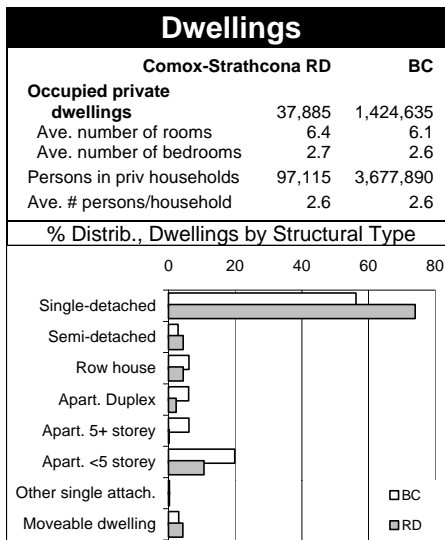 Dwellings
Comox-Strathcona RD BC
Occupied private
dwellings 37,885 1,424,635
Ave. number of rooms 6.4 6.1
Ave. number of bedrooms 2.7 2.6
Persons in priv households 97,115 3,677,890
Ave. # persons/household 2.6 2.6
% Distrib., Dwellings by Structural Type
0 20 40 60 80
Single-detached
Semi-detached
Row house
Apart. Duplex
Apart. 5+ storey
Apart. <5 storey
Other single attach.
Moveable dwelling
BC
RD